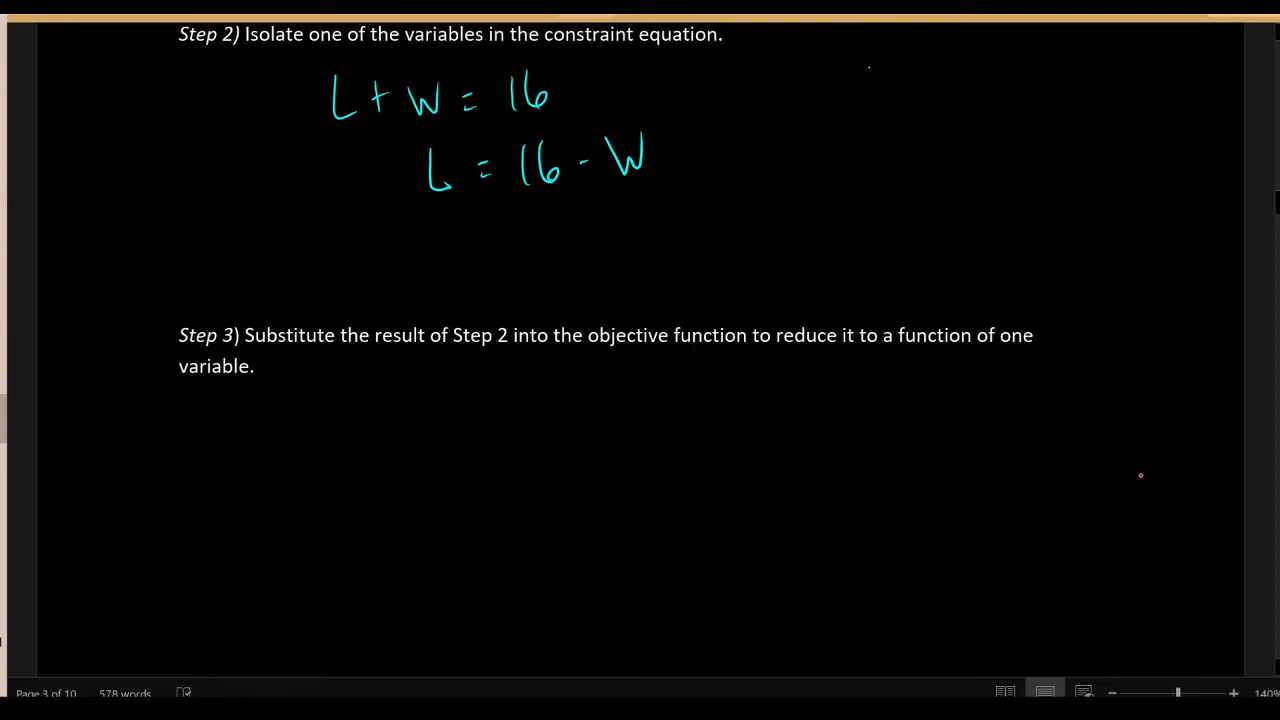 Step 2) Isolate one of the variables in the constraint equation.
L + W = 16
L = 16 - W
Step 3) Substitute the result of Step 2 into the objective function to reduce it to a function of one
variable.
Page 3 of 10 578 words 140%